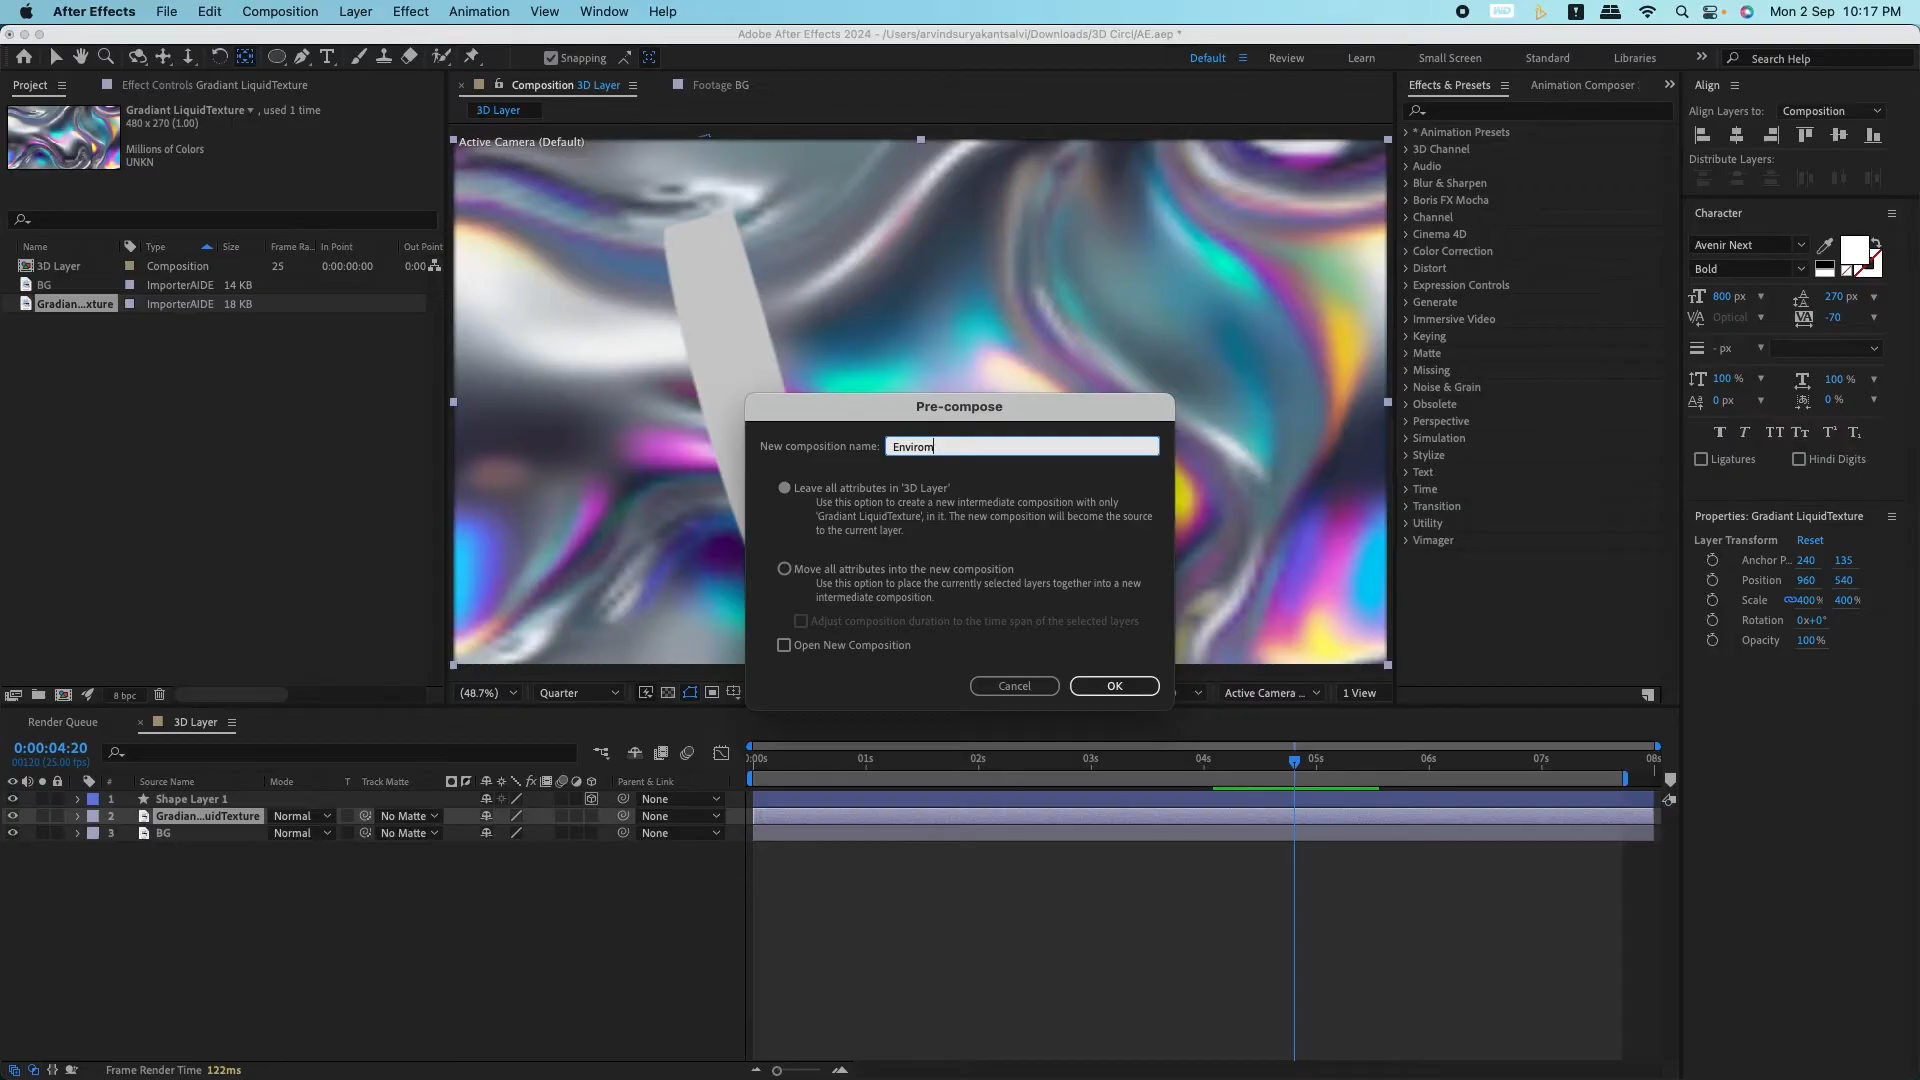 After Effects File Edit Composition Layer Effect Animation View Window Help Mon 2 Sep 10:17 PM
Adobe After Effects 2024 - /Users/arvindsuryakantsalvi/Downloads/3D Circl/AE.aep *
Snapping Default Review Learn Small Screen Standard Libraries Search Help
Project Effect Controls Gradiant LiquidTexture
Gradiant LiquidTexture , used 1 time
480 x 270 (1.00)
Millions of Colors
UNKN
Name Type Size Frame Ra... In Point Out Point
3D Layer Composition 25 0:00:00:00 0:00
BG ImporterAIDE 14 KB
Gradian...xture ImporterAIDE 18 KB
8 bpc
Composition 3D Layer Footage BG
3D Layer
Active Camera (Default)
Pre-compose
New composition name: Envirom
Leave all attributes in '3D Layer'
Use this option to create a new intermediate composition with only
'Gradiant LiquidTexture', in it. The new composition will become the source
to the current layer.
Move all attributes into the new composition
Use this option to place the currently selected layers together into a new
intermediate composition.
Adjust composition duration to the time span of the selected layers
Open New Composition
Cancel OK
(48.7%) Quarter Active Camera ... 1 View
Effects & Presets Animation Composer
* Animation Presets
3D Channel
Audio
Blur & Sharpen
Boris FX Mocha
Channel
Cinema 4D
Color Correction
Distort
Expression Controls
Generate
Immersive Video
Keying
Matte
Missing
Noise & Grain
Obsolete
Perspective
Simulation
Stylize
Text
Time
Transition
Utility
Vimager
Align
Align Layers to: Composition
Distribute Layers:
Character
Avenir Next
Bold
800 px 270 px
Optical -70
- px
100 % 100 %
0 px 0 %
Ligatures Hindi Digits
Properties: Gradiant LiquidTexture
Layer Transform Reset
Anchor P... 240 135
Position 960 540
Scale 400% 400%
Rotation 0x+0°
Opacity 100%
Render Queue 3D Layer
0:00:04:20
00120 (25.00 fps)
# Source Name Mode T Track Matte fx Parent & Link
1 Shape Layer 1 None
2 Gradian...uidTexture Normal No Matte None
3 BG Normal No Matte None
:00s 01s 02s 03s 04s 05s 06s 07s 08s
Frame Render Time 122ms